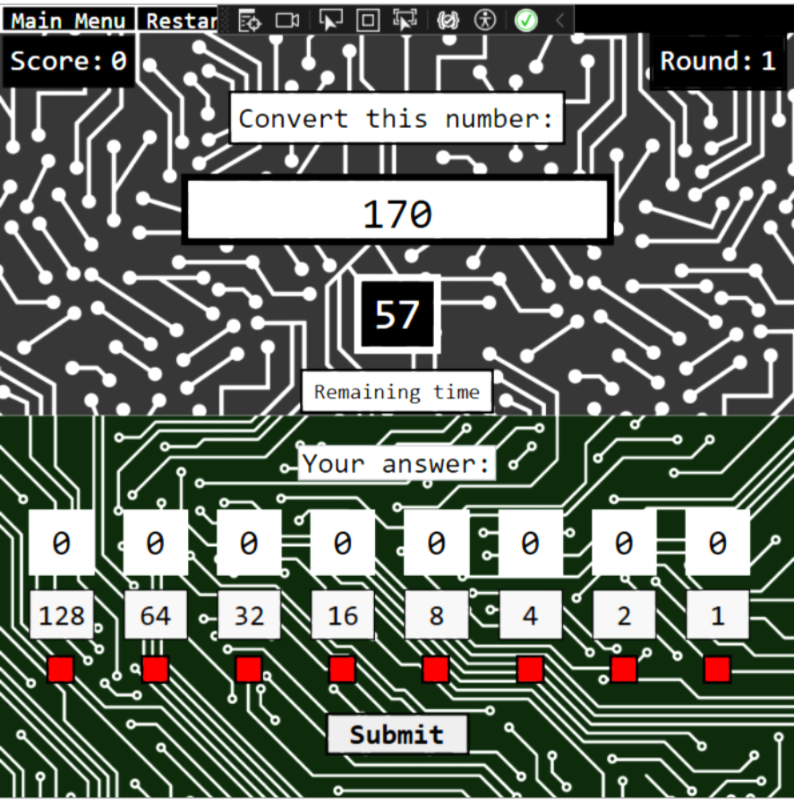 Main Menu Restar
Score: 0 Round: 1
Convert this number:
170
57
Remaining time
Your answer:
0 0 0 0 0 0 0 0
128 64 32 16 8 4 2 1
Submit